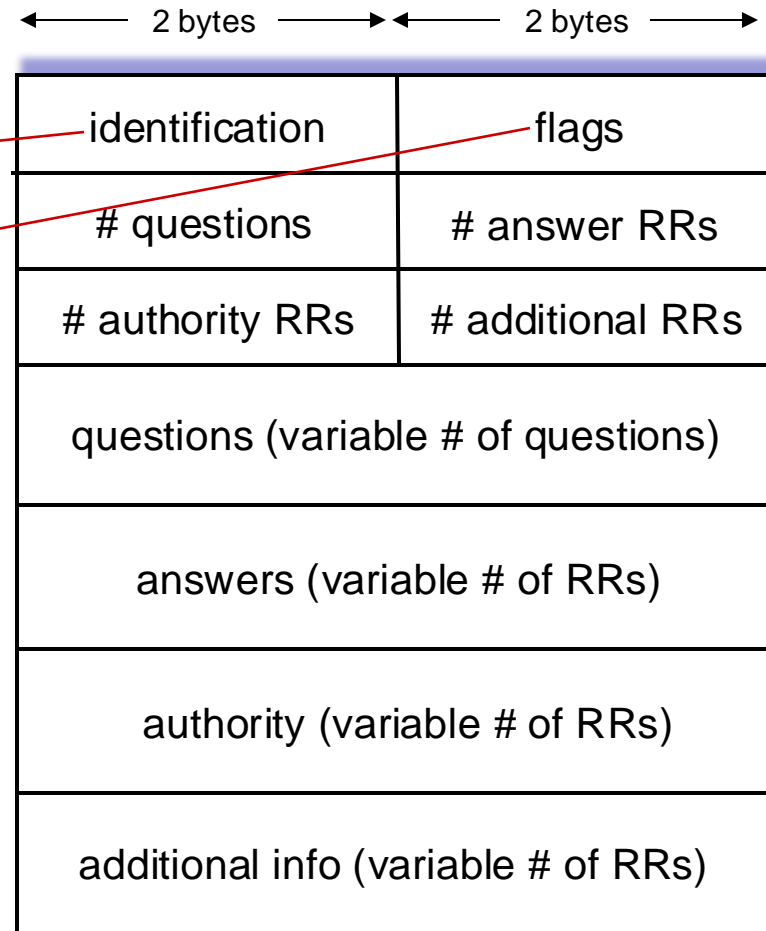 2 bytes 2 bytes
identification flags
# questions # answer RRs
# authority RRs # additional RRs
questions (variable # of questions)
answers (variable # of RRs)
authority (variable # of RRs)
additional info (variable # of RRs)